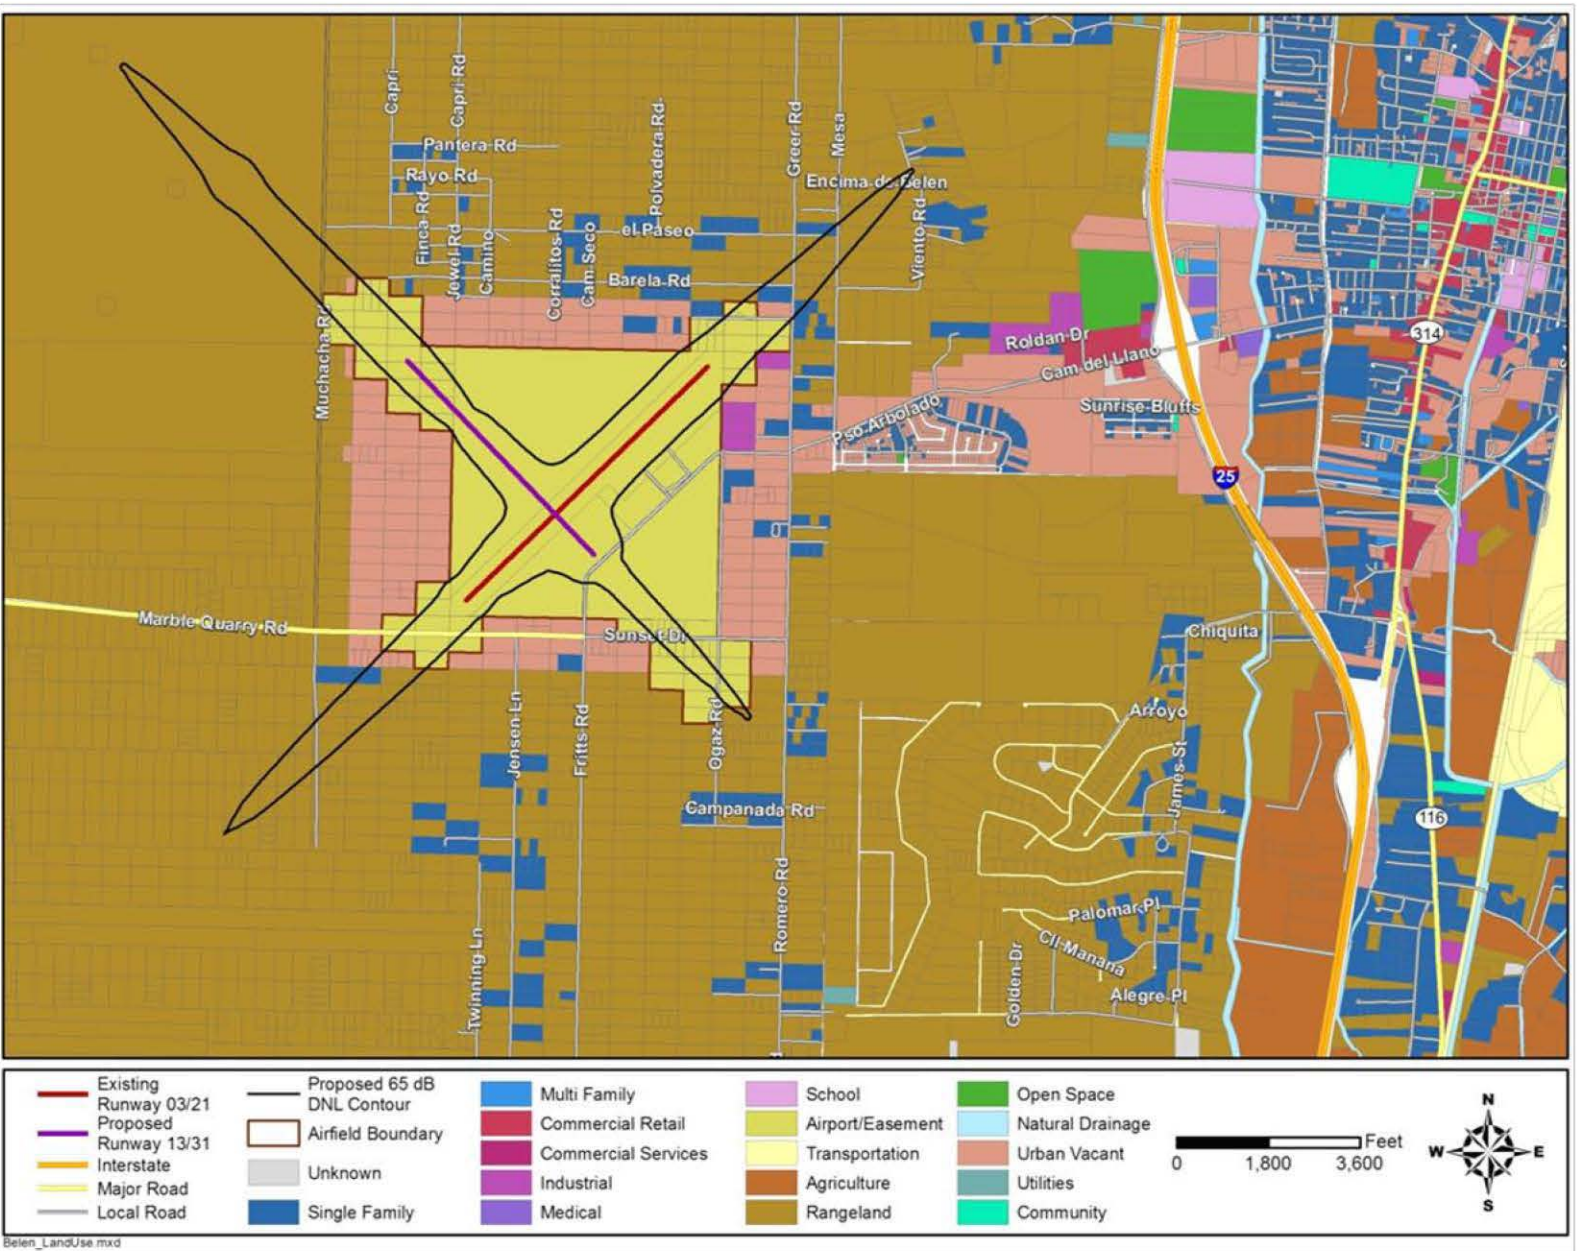 Capri
Capri Rd
Pantera Rd
Rayo Rd
Finca Rd
Jewel Rd
Camino
Corralitos Rd
Cam Seco
Polvadera Rd
el Paseo
Barela Rd
Greer Rd
Mesa
Encima de Belen
Viento Rd
Muchacha Rd
Roldan Dr
Cam del Llano
Pso Arbolado
Sunrise Bluffs
314
25
Marble Quarry Rd
Sunset Dr
Chiquita
Arroyo
James St
Jensen Ln
Fritts Rd
Ogaz Rd
Campanada Rd
116
Romero Rd
Twinning Ln
Palomar Pl
Cll Manana
Golden Dr
Alegre Pl
Existing
Runway 03/21
Proposed
Runway 13/31
Interstate
Major Road
Local Road
Proposed 65 dB
DNL Contour
Airfield Boundary
Unknown
Single Family
Multi Family
Commercial Retail
Commercial Services
Industrial
Medical
School
Airport/Easement
Transportation
Agriculture
Rangeland
Open Space
Natural Drainage
Urban Vacant
Utilities
Community
Feet
0 1,800 3,600
N
W E
S
Belen_LandUse.mxd